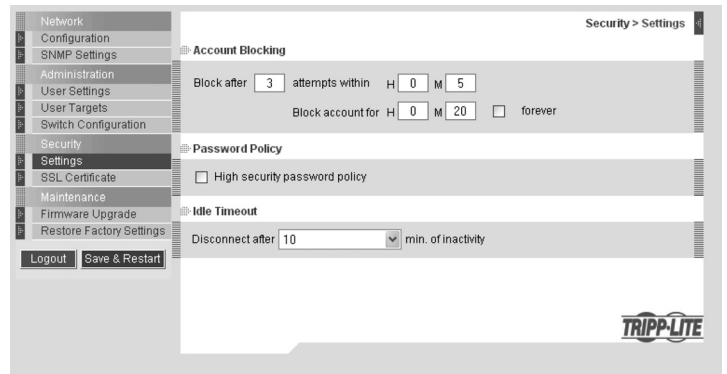 Network
Configuration
SNMP Settings
Administration
User Settings
User Targets
Switch Configuration
Security
Settings
SSL Certificate
Maintenance
Firmware Upgrade
Restore Factory Settings
Logout Save & Restart
Security > Settings
Account Blocking
Block after 3 attempts within H 0 M 5
Block account for H 0 M 20 forever
Password Policy
High security password policy
Idle Timeout
Disconnect after 10 min. of inactivity
TRIPP·LITE